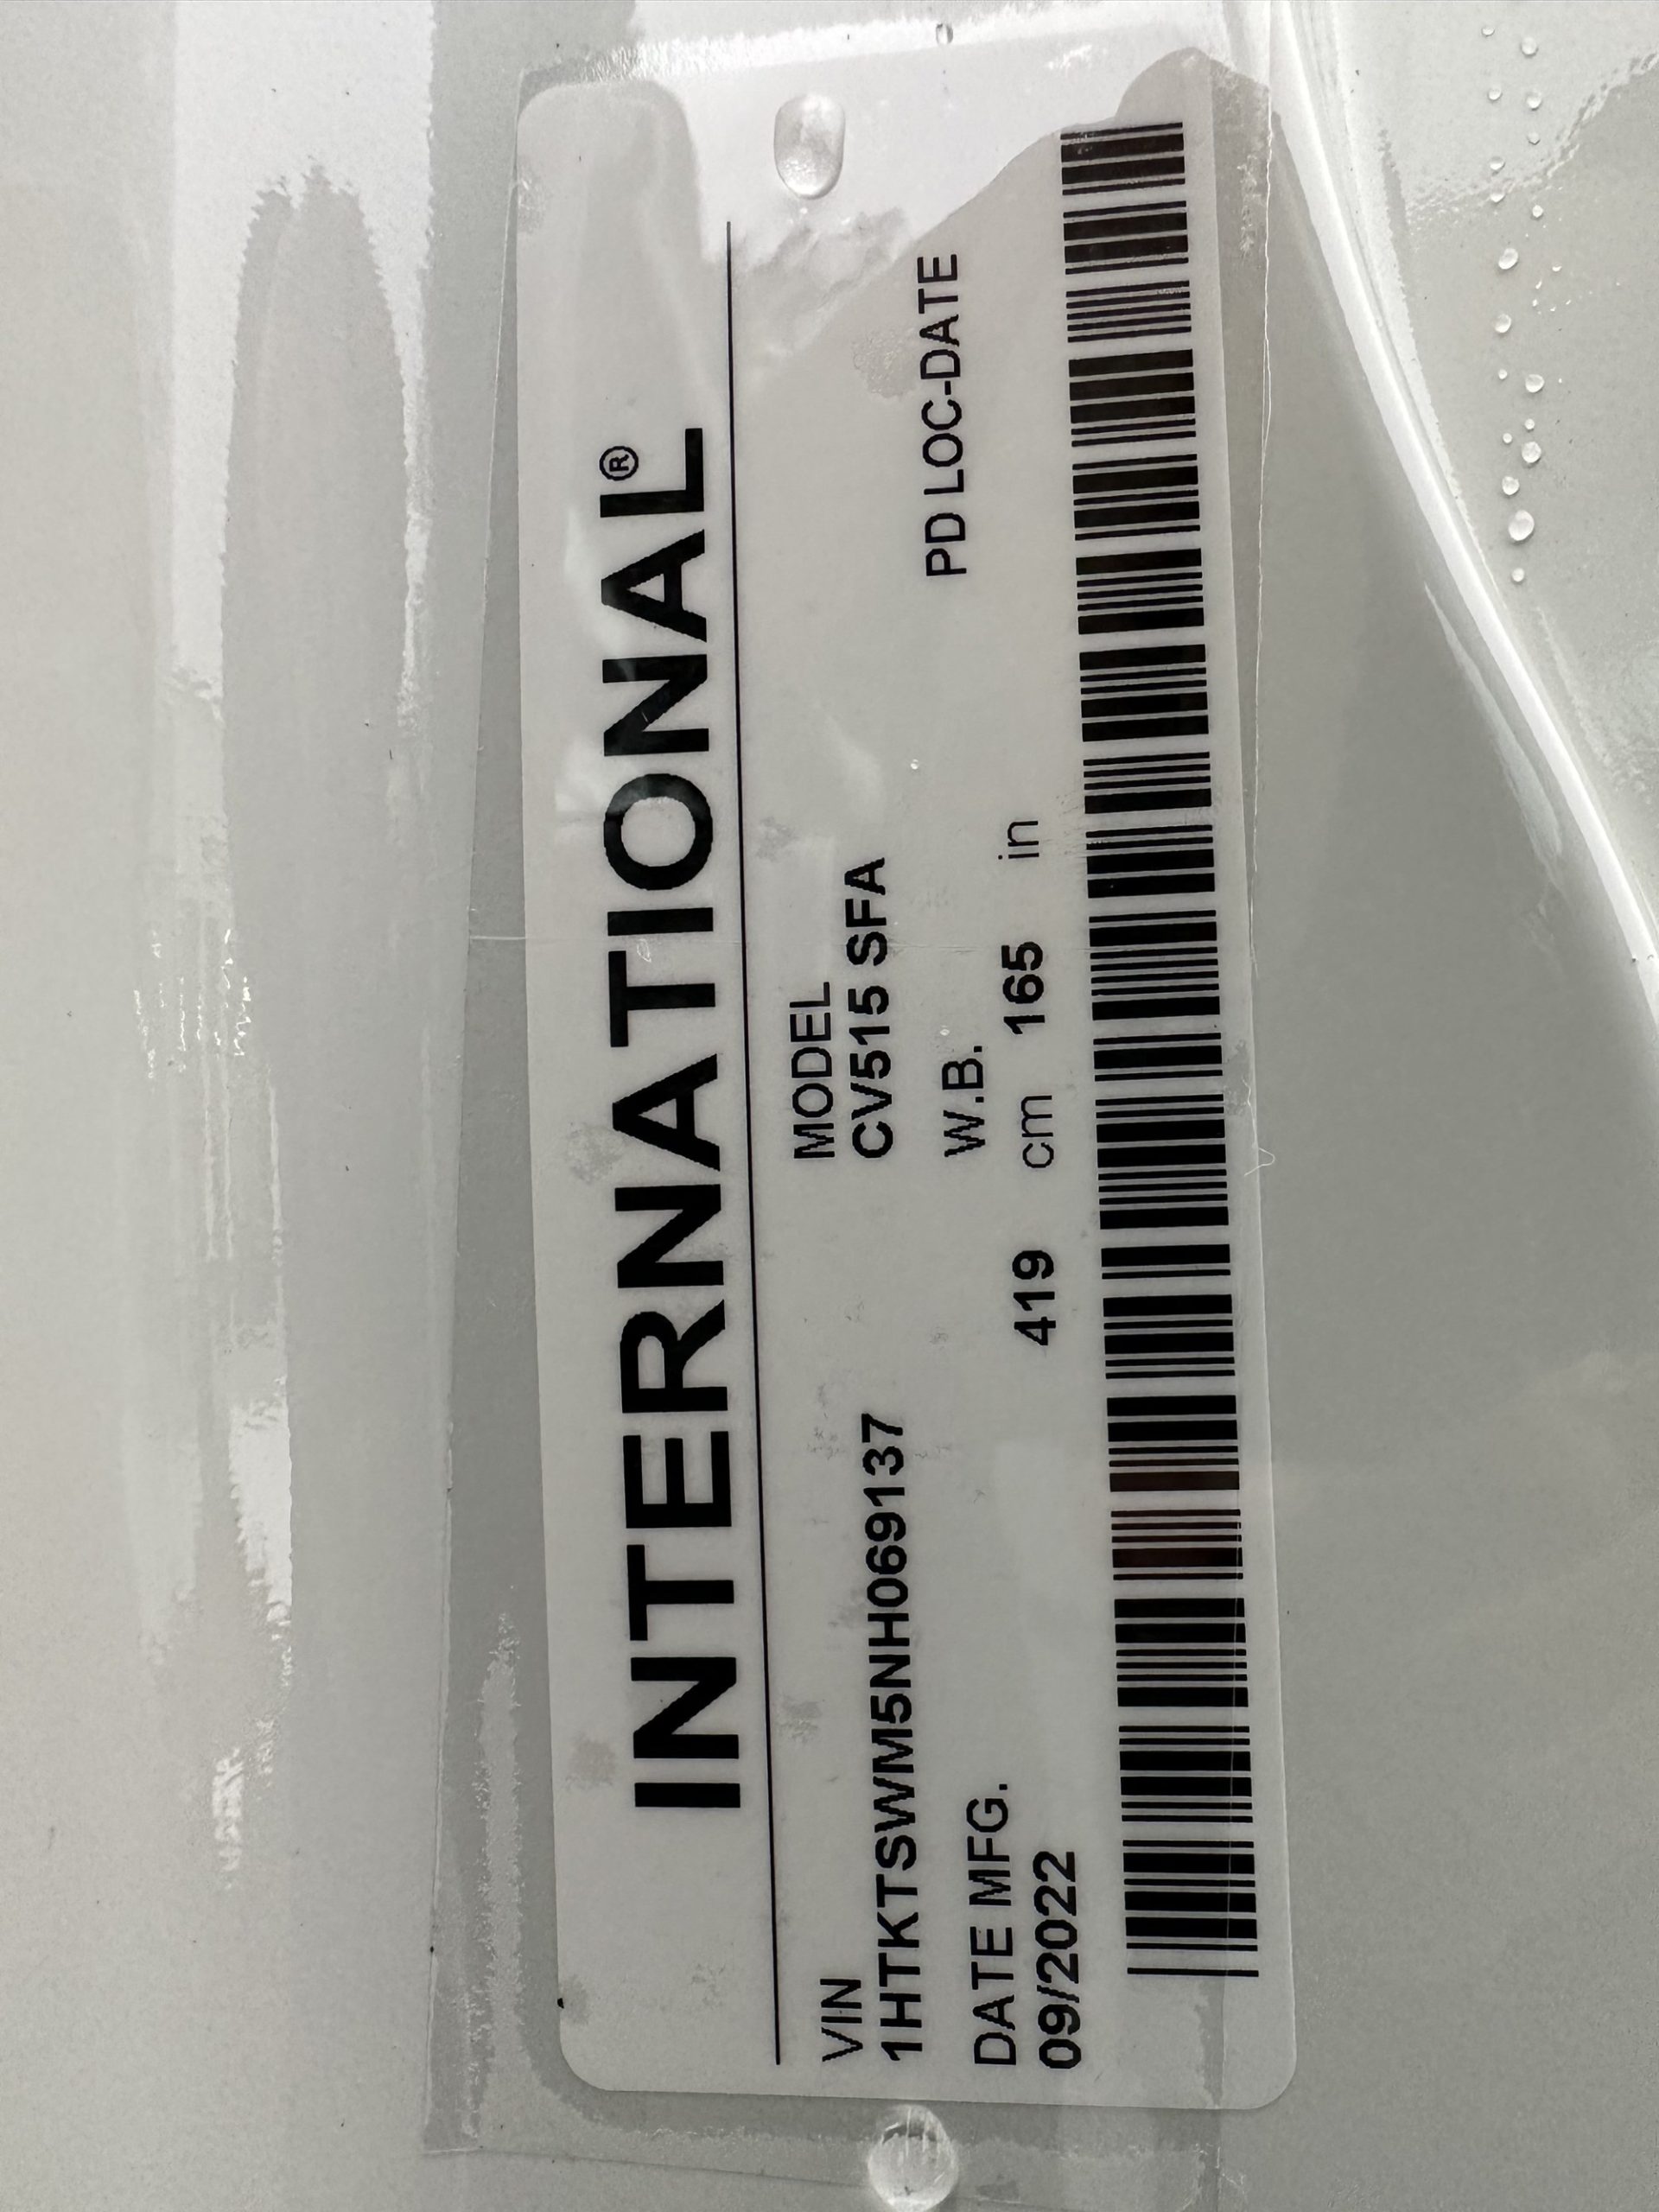 INTERNATIONAL®
VIN
1HTKTSWM5NH069137
MODEL
CV515 SFA
DATE MFG.
09/2022
W.B.
419 cm 165 in
PD LOC-DATE